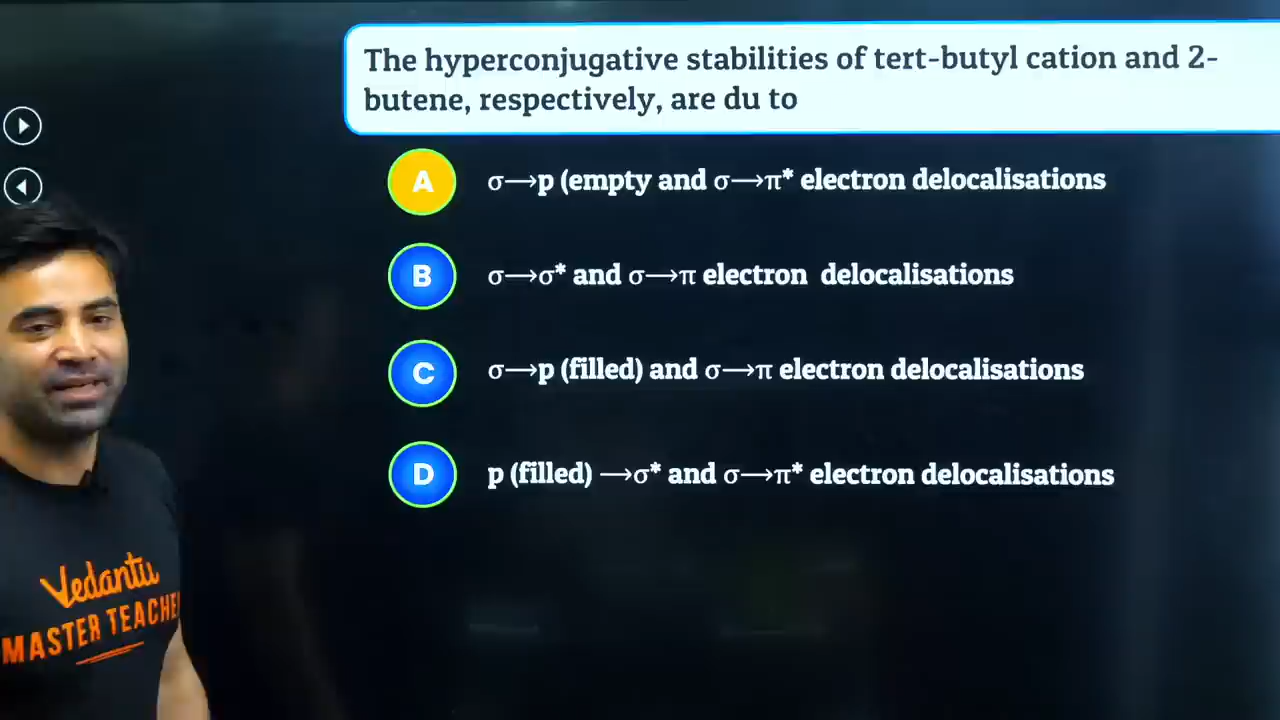 The hyperconjugative stabilities of tert-butyl cation and 2-
butene, respectively, are du to
A σ⟶p (empty and σ⟶π* electron delocalisations
B σ⟶σ* and σ⟶π electron delocalisations
C σ⟶p (filled) and σ⟶π electron delocalisations
D p (filled) ⟶σ* and σ⟶π* electron delocalisations
Vedantu
MASTER TEACHE